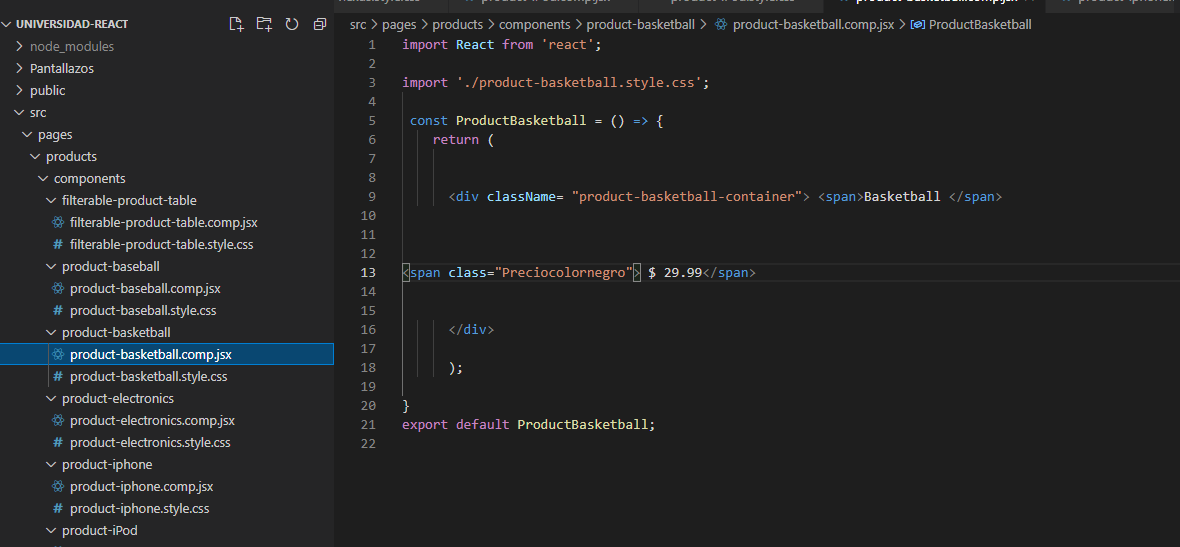 UNIVERSIDAD-REACT
node_modules
Pantallazos
public
src
pages
products
components
filterable-product-table
filterable-product-table.comp.jsx
# filterable-product-table.style.css
product-baseball
product-baseball.comp.jsx
# product-baseball.style.css
product-basketball
product-basketball.comp.jsx
# product-basketball.style.css
product-electronics
product-electronics.comp.jsx
# product-electronics.style.css
product-iphone
product-iphone.comp.jsx
# product-iphone.style.css
product-iPod
src > pages > products > components > product-basketball > product-basketball.comp.jsx > ProductBasketball
1 import React from 'react';
2
3 import './product-basketball.style.css';
4
5 const ProductBasketball = () => {
6 return (
7
8
9 <div className= "product-basketball-container"> <span>Basketball </span>
10
11
12
13 <span class="Preciocolornegro"> $ 29.99</span>
14
15
16 </div>
17
18 );
19
20 }
21 export default ProductBasketball;
22